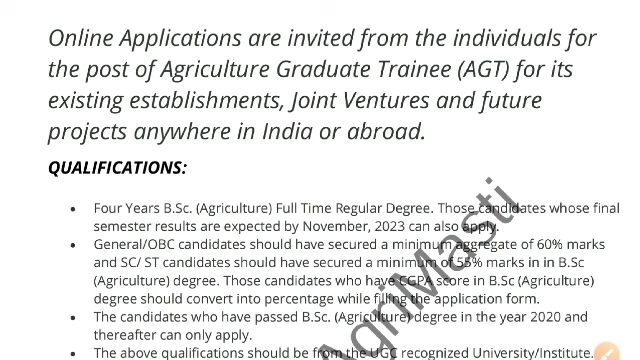 Online Applications are invited from the individuals for
the post of Agriculture Graduate Trainee (AGT) for its
existing establishments, Joint Ventures and future
projects anywhere in India or abroad.
QUALIFICATIONS:
• Four Years B.Sc. (Agriculture) Full Time Regular Degree. Those candidates whose final
semester results are expected by November, 2023 can also apply.
• General/OBC candidates should have secured a minimum aggregate of 60% marks
and SC/ ST candidates should have secured a minimum of 55% marks in in B.Sc
(Agriculture) degree. Those candidates who have CGPA score in B.Sc (Agriculture)
degree should convert into percentage while filling the application form.
• The candidates who have passed B.Sc. (Agriculture) degree in the year 2020 and
thereafter can only apply.
• The above qualifications should be from the UGC recognized University/Institute.
AgriMasti